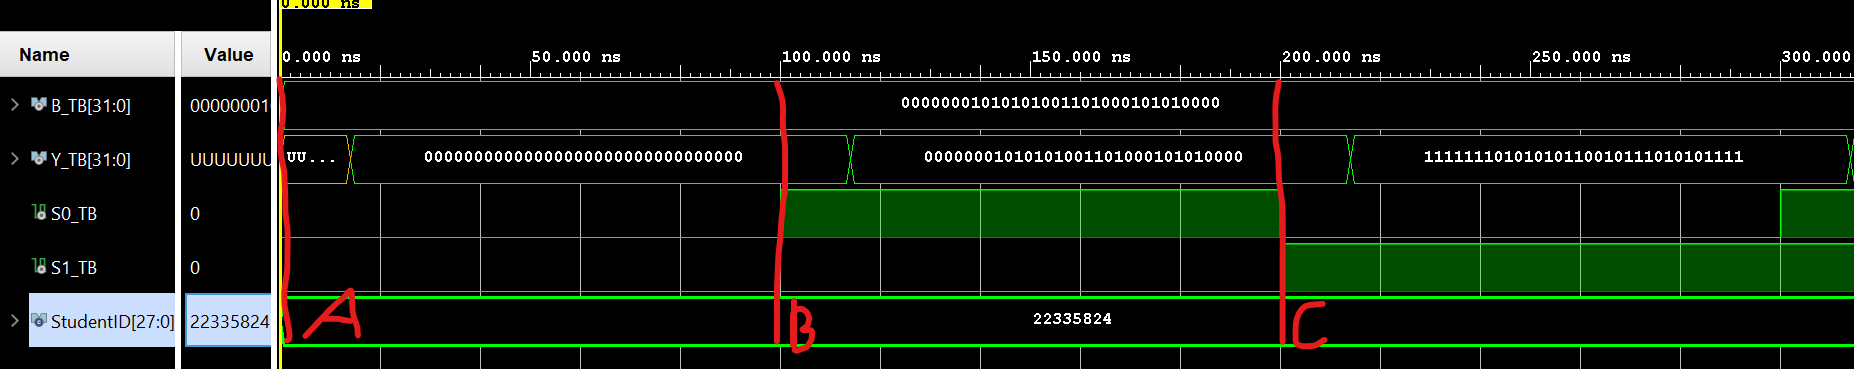 0.000 ns
Name Value
0.000 ns 50.000 ns 100.000 ns 150.000 ns 200.000 ns 250.000 ns 300.000
B_TB[31:0] 000000010 00000001010101001101000101010000
Y_TB[31:0] UUUUUUU UU... 00000000000000000000000000000000 00000001010101001101000101010000 11111110101010110010111010101111
S0_TB 0
S1_TB 0
StudentID[27:0] 22335824 22335824
A B C